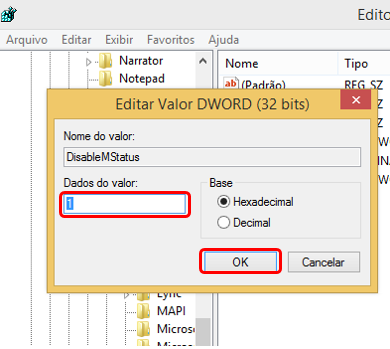 Edito
Arquivo Editar Exibir Favoritos Ajuda
Narrator
Notepad
Nome Tipo
(Padrão) REG_SZ
Editar Valor DWORD (32 bits)
Nome do valor:
DisableMStatus
Dados do valor:
1
Base
Hexadecimal
Decimal
OK Cancelar
Lync
MAPI
Micros
Micros